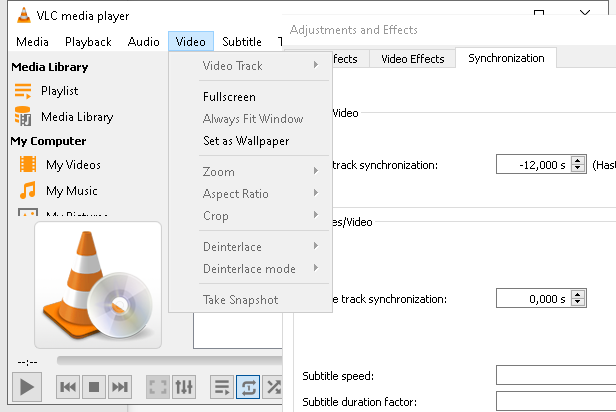 VLC media player
Media Playback Audio Video Subtitle T
Media Library
Playlist
Media Library
My Computer
My Videos
My Music
My Pictures
--:--
Video Track
Fullscreen
Always Fit Window
Set as Wallpaper
Zoom
Aspect Ratio
Crop
Deinterlace
Deinterlace mode
Take Snapshot
Adjustments and Effects
ffects Video Effects Synchronization
/Video
track synchronization: -12,000 s (Hast
es/Video
e track synchronization: 0,000 s
Subtitle speed:
Subtitle duration factor: